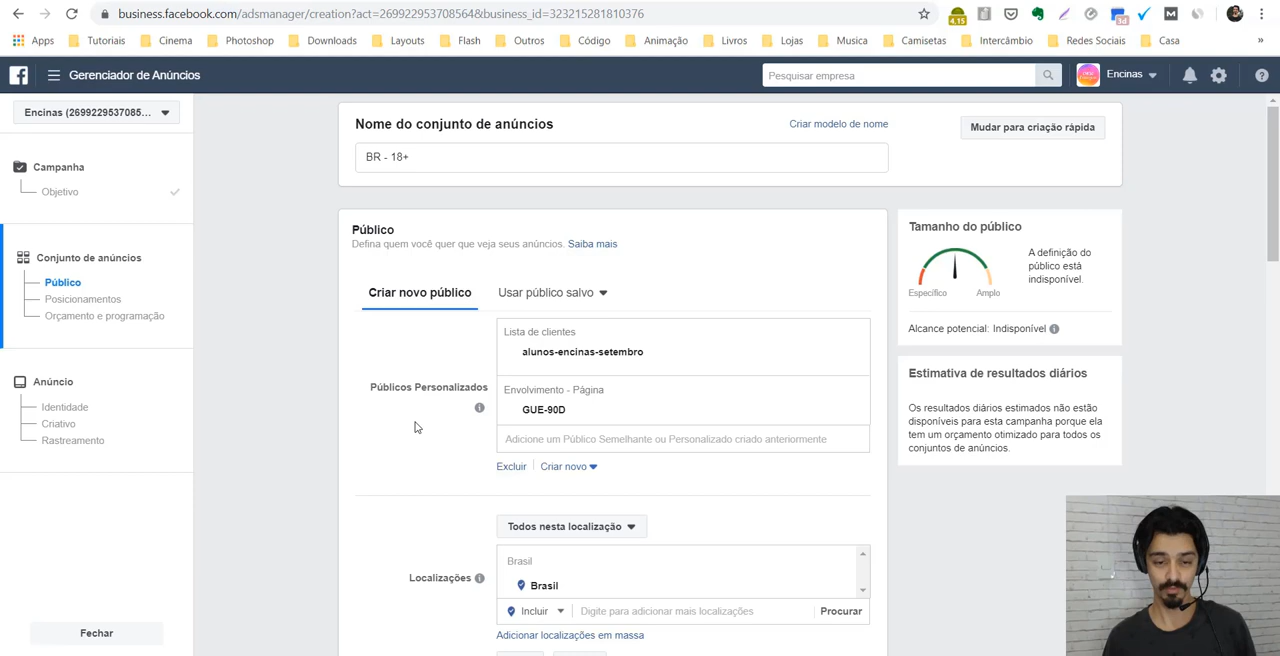 business.facebook.com/adsmanager/creation?act=269922953708564&business_id=323215281810376
4.15
3d
M
Apps Tutoriais Cinema Photoshop Downloads Layouts Flash Outros Código Animação Livros Lojas Musica Camisetas Intercâmbio Redes Sociais Casa »
Gerenciador de Anúncios
Pesquisar empresa
Encinas
Encinas (2699229537085...
Campanha
Objetivo
Conjunto de anúncios
Público
Posicionamentos
Orçamento e programação
Anúncio
Identidade
Criativo
Rastreamento
Fechar
Nome do conjunto de anúncios
Criar modelo de nome
Mudar para criação rápida
BR - 18+
Público
Defina quem você quer que veja seus anúncios. Saiba mais
Criar novo público
Usar público salvo
Públicos Personalizados
Lista de clientes
alunos-encinas-setembro
Envolvimento - Página
GUE-90D
Adicione um Público Semelhante ou Personalizado criado anteriormente
Excluir
Criar novo
Todos nesta localização
Localizações
Brasil
Brasil
Incluir
Digite para adicionar mais localizações
Procurar
Adicionar localizações em massa
Tamanho do público
Específico
Amplo
A definição do
público está
indisponível.
Alcance potencial: Indisponível
Estimativa de resultados diários
Os resultados diários estimados não estão
disponíveis para esta campanha porque ela
tem um orçamento otimizado para todos os
conjuntos de anúncios.